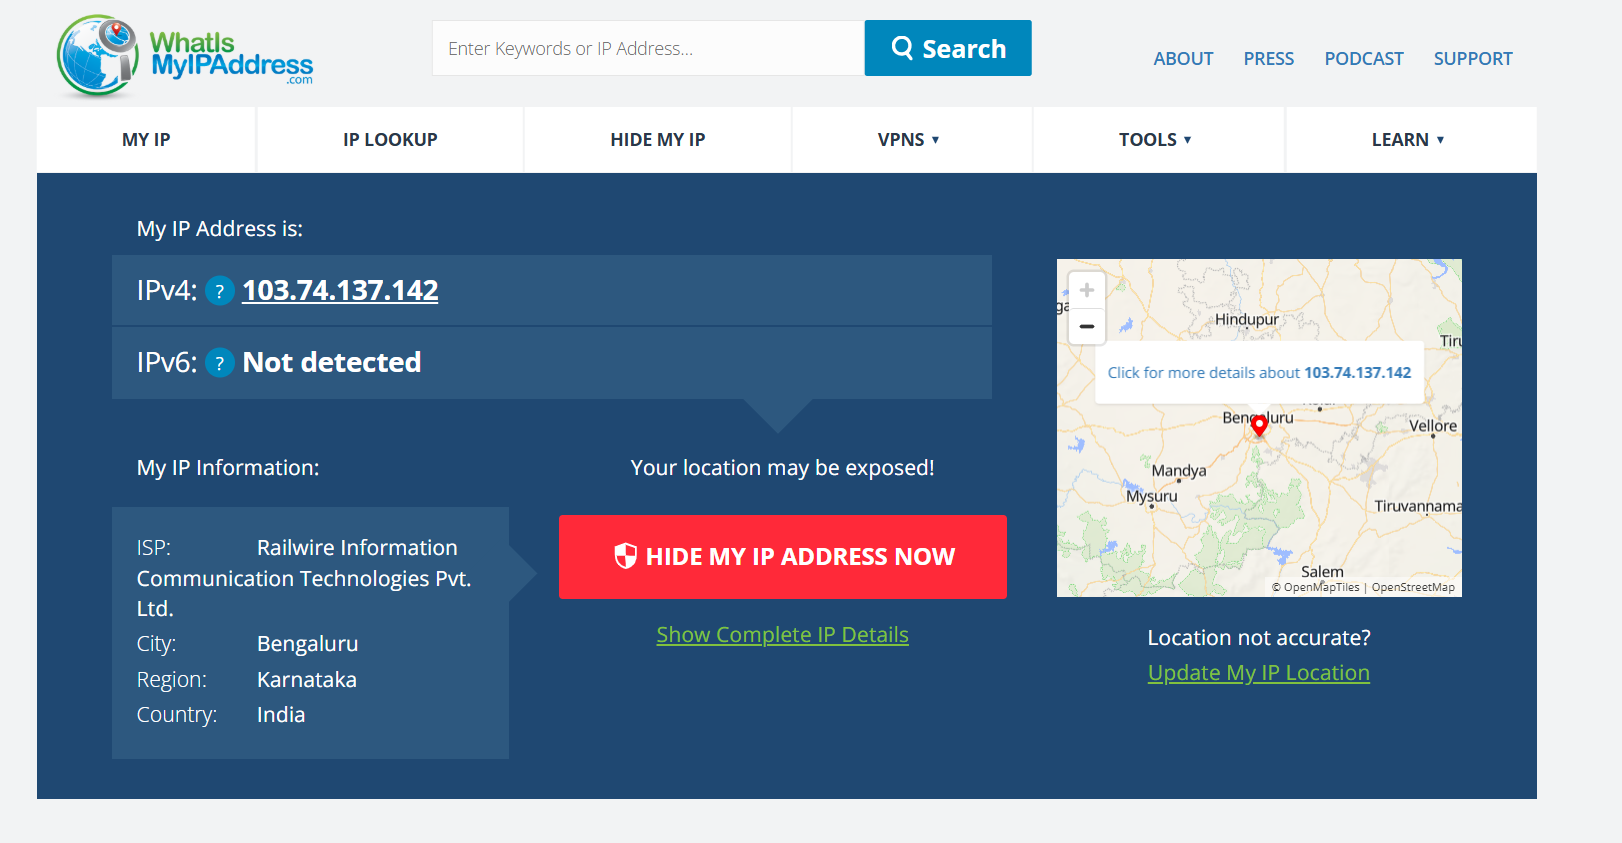 WhatIs
MyIPAddress
.com
Enter Keywords or IP Address...
Search
ABOUT PRESS PODCAST SUPPORT
MY IP IP LOOKUP HIDE MY IP VPNS ▾ TOOLS ▾ LEARN ▾
My IP Address is:
IPv4: ? 103.74.137.142
IPv6: ? Not detected
My IP Information:
ISP: Railwire Information
Communication Technologies Pvt.
Ltd.
City: Bengaluru
Region: Karnataka
Country: India
Your location may be exposed!
HIDE MY IP ADDRESS NOW
Show Complete IP Details
+
−
Hindupur
Click for more details about 103.74.137.142
Bengaluru
Vellore
Mandya
Mysuru
Tiruvannama
Salem
© OpenMapTiles | OpenStreetMap
Location not accurate?
Update My IP Location